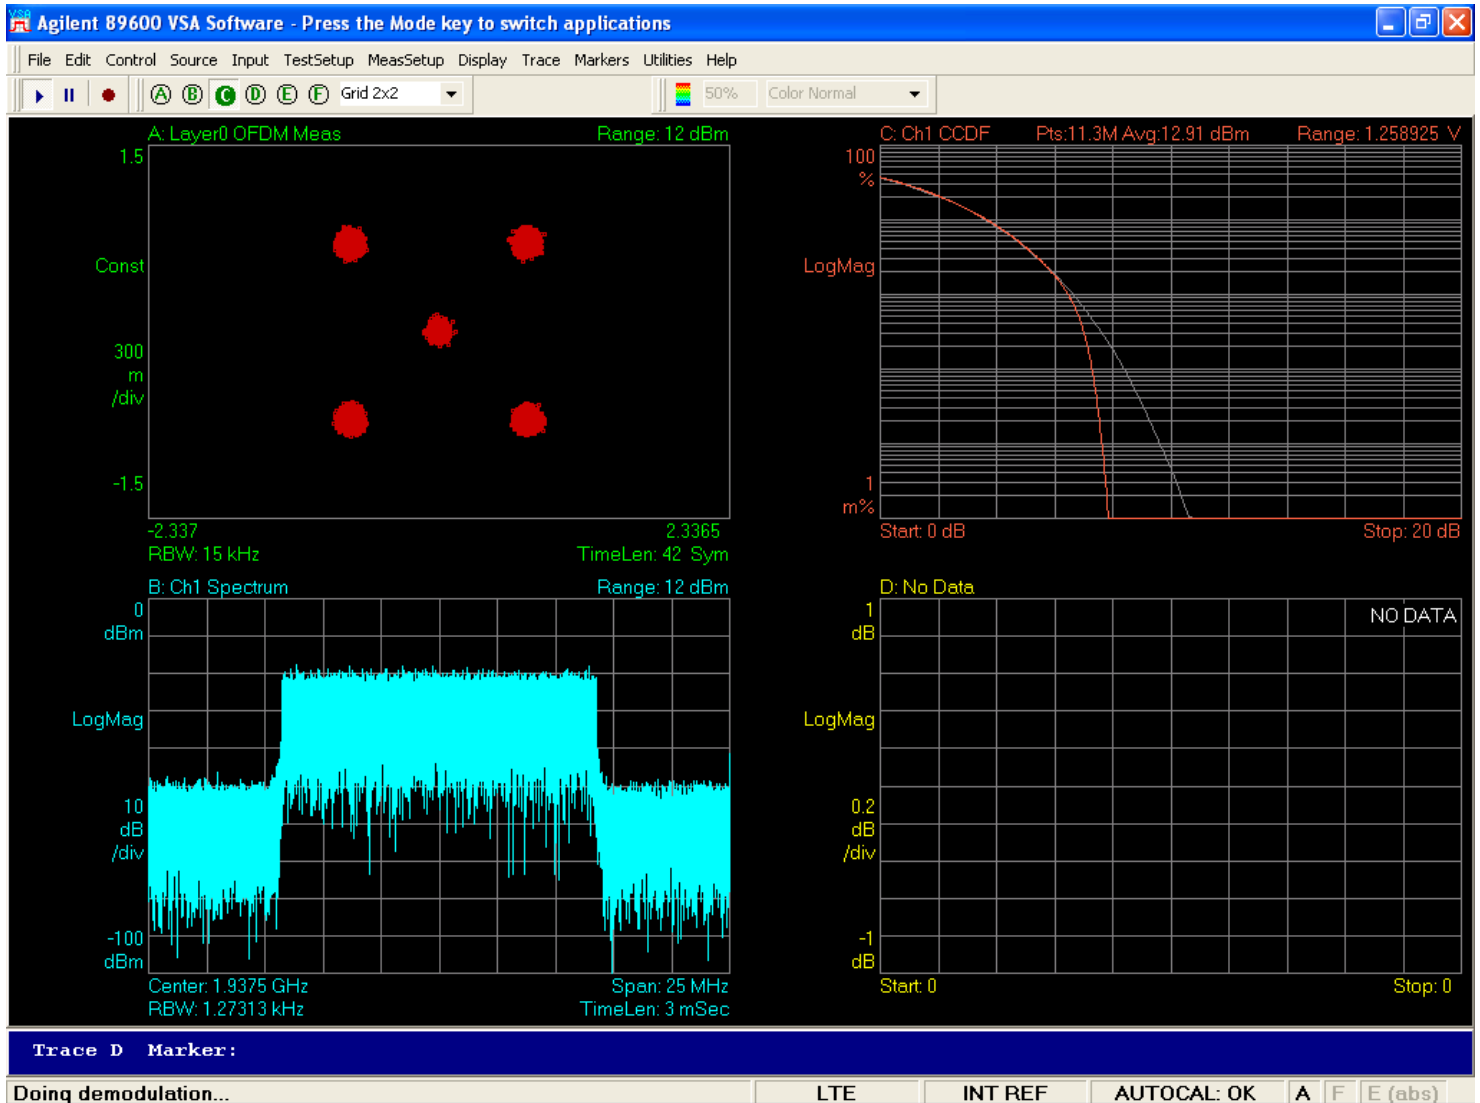 Agilent 89600 VSA Software - Press the Mode key to switch applications
File Edit Control Source Input TestSetup MeasSetup Display Trace Markers Utilities Help
A B C D E F Grid 2x2 50% Color Normal
A: Layer0 OFDM Meas Range: 12 dBm
1.5
Const
300
m
/div
-1.5
-2.337 2.3365
RBW: 15 kHz TimeLen: 42 Sym
C: Ch1 CCDF Pts:11.3M Avg:12.91 dBm Range: 1.258925 V
100
%
LogMag
1
m%
Start: 0 dB Stop: 20 dB
B: Ch1 Spectrum Range: 12 dBm
0
dBm
LogMag
10
dB
/div
-100
dBm
Center: 1.9375 GHz Span: 25 MHz
RBW: 1.27313 kHz TimeLen: 3 mSec
D: No Data
1
dB
NO DATA
LogMag
0.2
dB
/div
-1
dB
Start: 0 Stop: 0
Trace D Marker:
Doing demodulation... LTE INT REF AUTOCAL: OK A F E (abs)